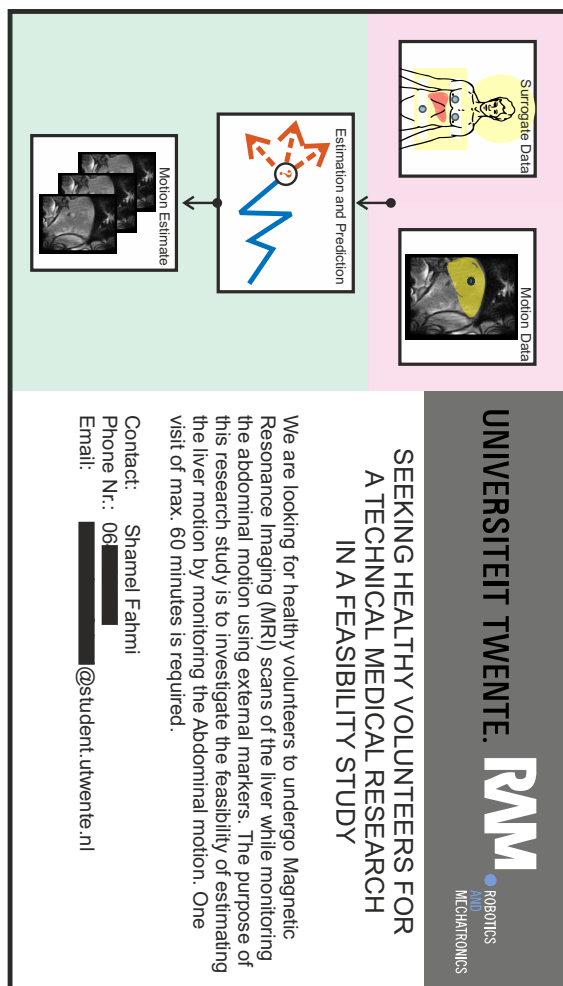 Surrogate Data
Motion Data
Estimation and Prediction
?
Motion Estimate
UNIVERSITEIT TWENTE.
RAM
ROBOTICS
AND
MECHATRONICS
SEEKING HEALTHY VOLUNTEERS FOR
A TECHNICAL MEDICAL RESEARCH
IN A FEASIBILITY STUDY
We are looking for healthy volunteers to undergo Magnetic
Resonance Imaging (MRI) scans of the liver while monitoring
the abdominal motion using external markers. The purpose of
this research study is to investigate the feasibility of estimating
the liver motion by monitoring the Abdominal motion. One
visit of max. 60 minutes is required.
Contact: Shamel Fahmi
Phone Nr.: 06
Email: @student.utwente.nl